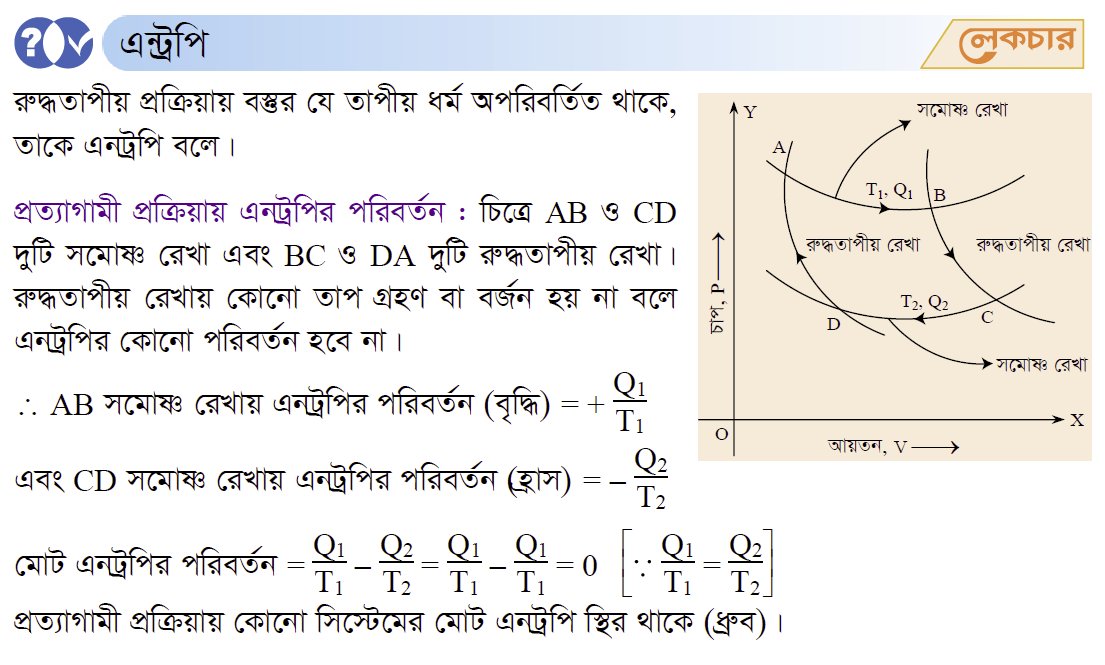 এনট্রপি
লেকচার
রুদ্ধতাপীয় প্রক্রিয়ায় বস্তুর যে তাপীয় ধর্ম অপরিবর্তিত থাকে,
তাকে এনট্রপি বলে।
প্রত্যাগামী প্রক্রিয়ায় এনট্রপির পরিবর্তন : চিত্রে AB ও CD
দুটি সমোষ্ণ রেখা এবং BC ও DA দুটি রুদ্ধতাপীয় রেখা।
রুদ্ধতাপীয় রেখায় কোনো তাপ গ্রহণ বা বর্জন হয় না বলে
এনট্রপির কোনো পরিবর্তন হবে না।
∴ AB সমোষ্ণ রেখায় এনট্রপির পরিবর্তন (বৃদ্ধি) = + Q₁/T₁
এবং CD সমোষ্ণ রেখায় এনট্রপির পরিবর্তন (হ্রাস) = – Q₂/T₂
মোট এনট্রপির পরিবর্তন = Q₁/T₁ – Q₂/T₂ = Q₁/T₁ – Q₁/T₁ = 0 [∵ Q₁/T₁ = Q₂/T₂]
প্রত্যাগামী প্রক্রিয়ায় কোনো সিস্টেমের মোট এনট্রপি স্থির থাকে (ধ্রুব)।
Y
সমোষ্ণ রেখা
A
T₁, Q₁
B
রুদ্ধতাপীয় রেখা
রুদ্ধতাপীয় রেখা
চাপ, P
T₂, Q₂
D
C
সমোষ্ণ রেখা
O
X
আয়তন, V